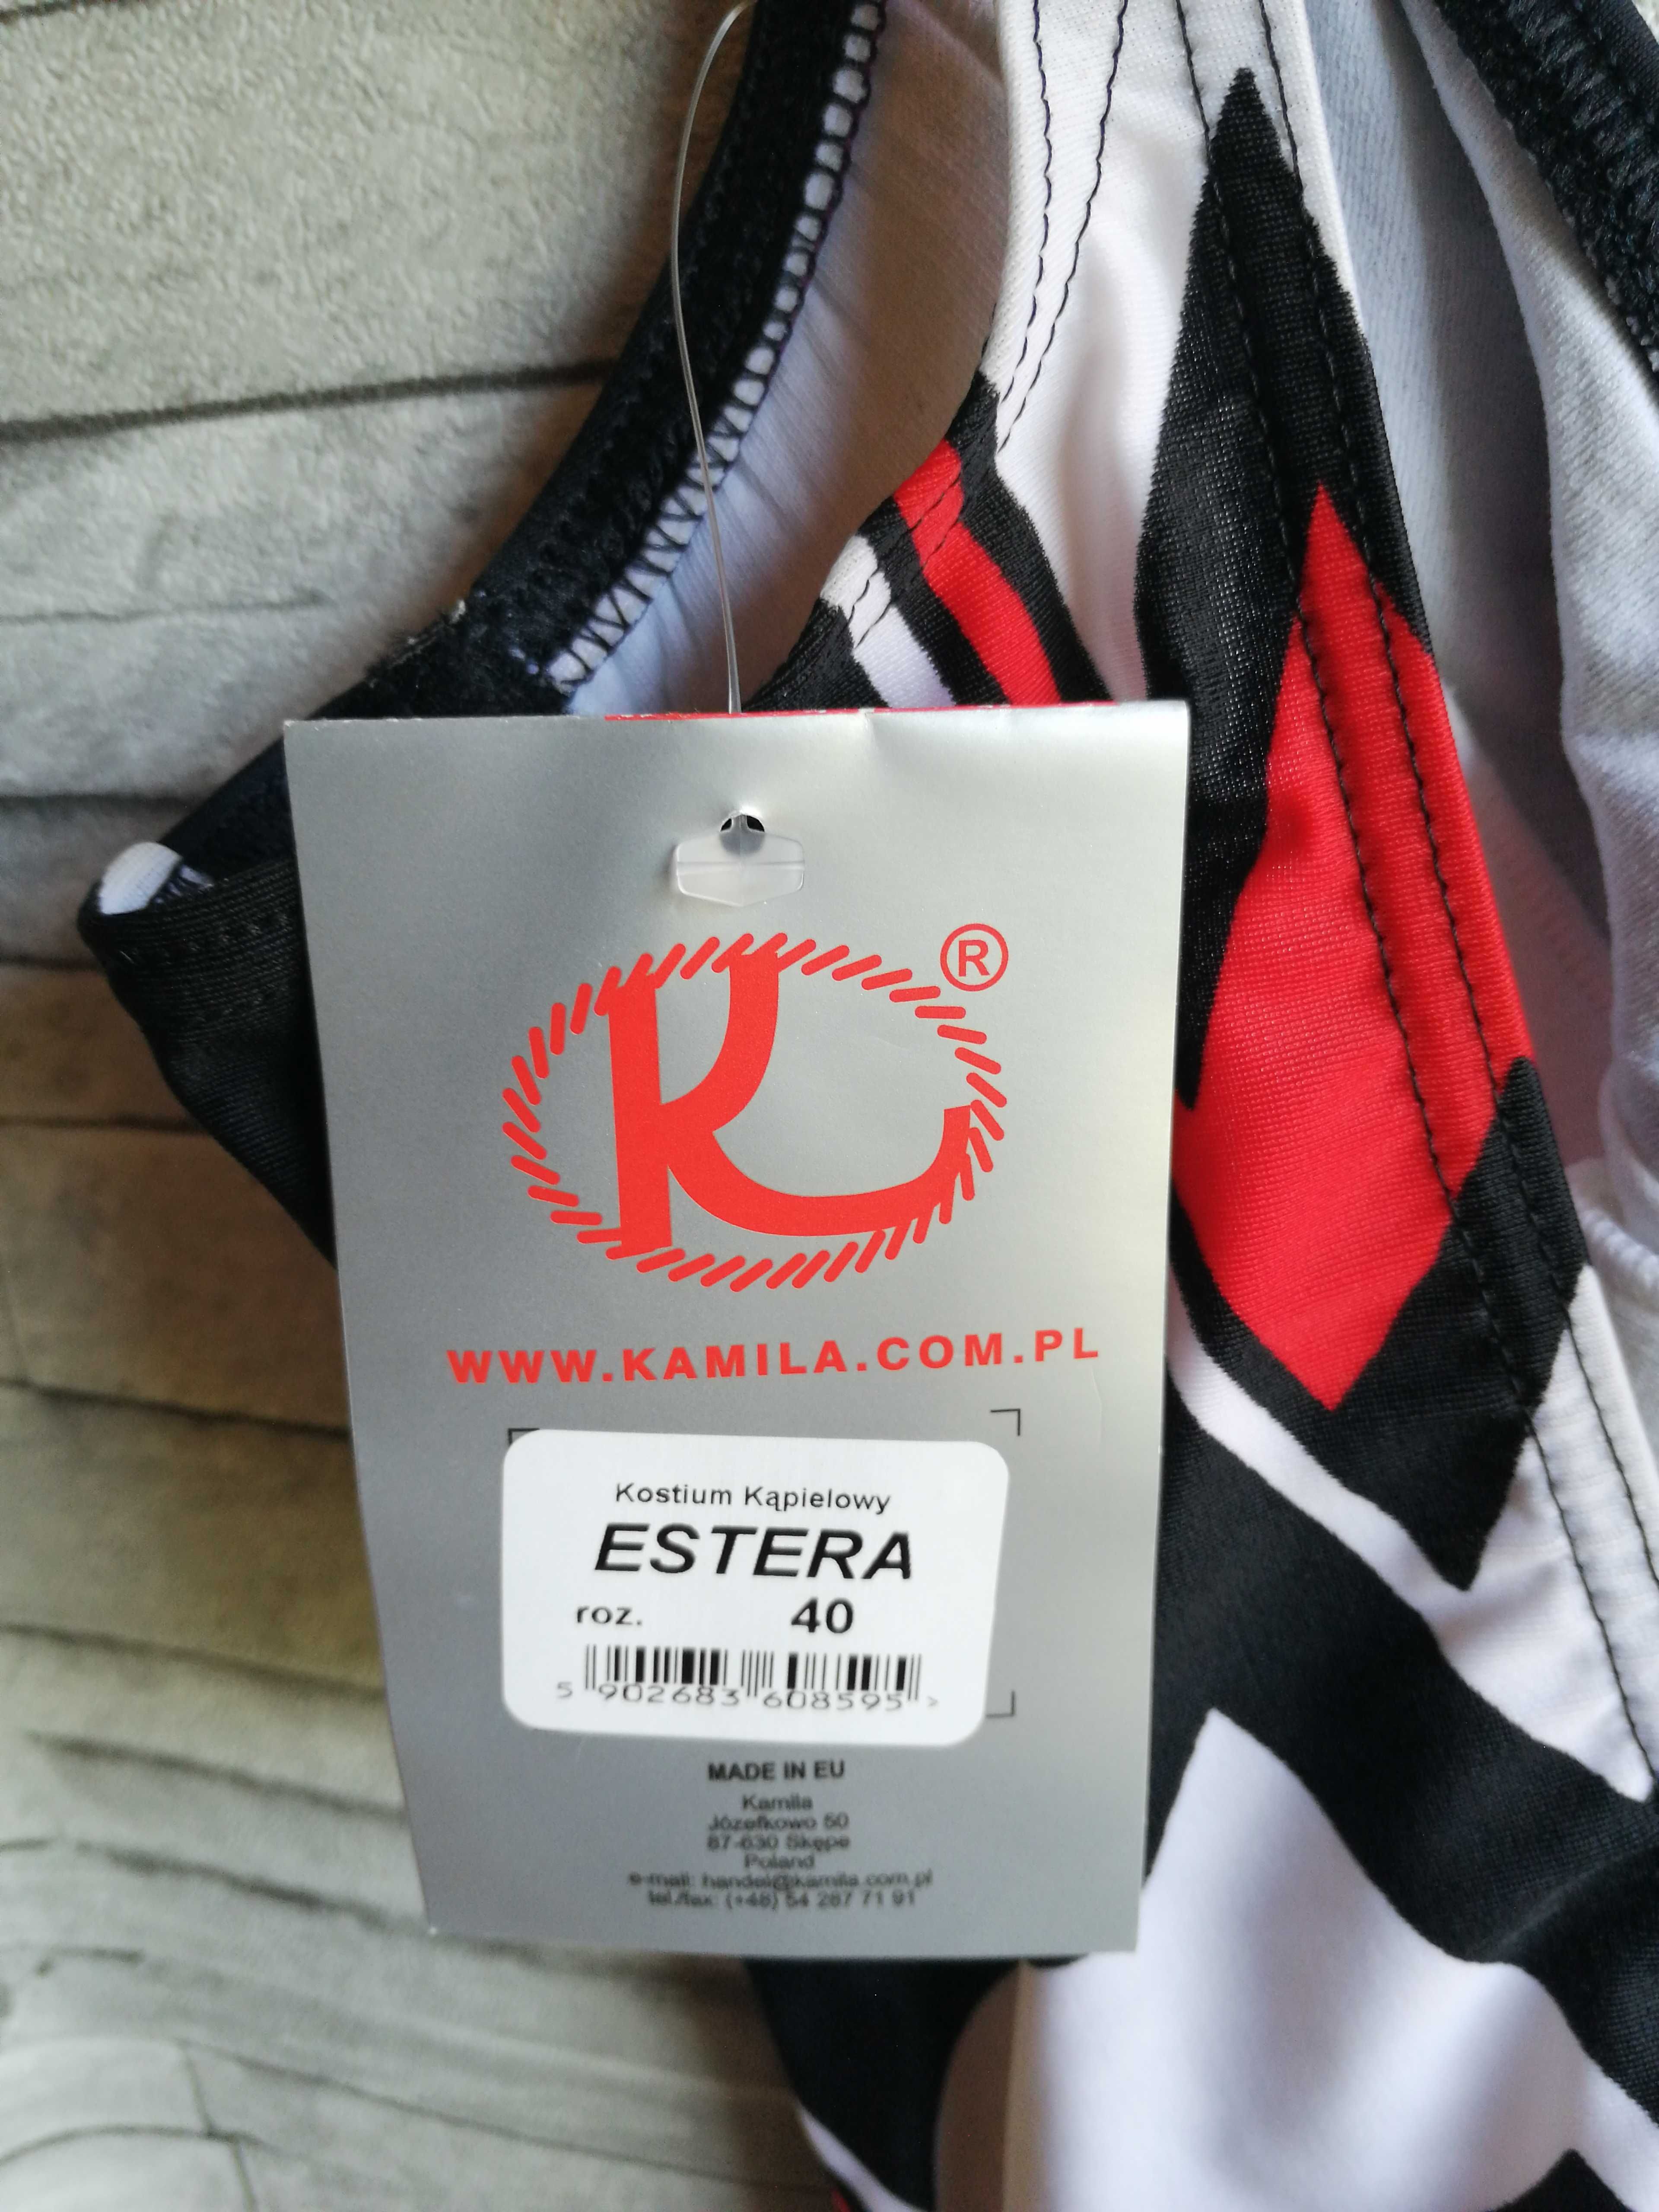 K ®
WWW.KAMILA.COM.PL
Kostium Kąpielowy
ESTERA
roz. 40
5 902683 608595 >
MADE IN EU
Kamila
Józefkowo 50
87-630 Skępe
Poland
e-mail: handel@kamila.com.pl
tel./fax: (+48) 54 287 71 91